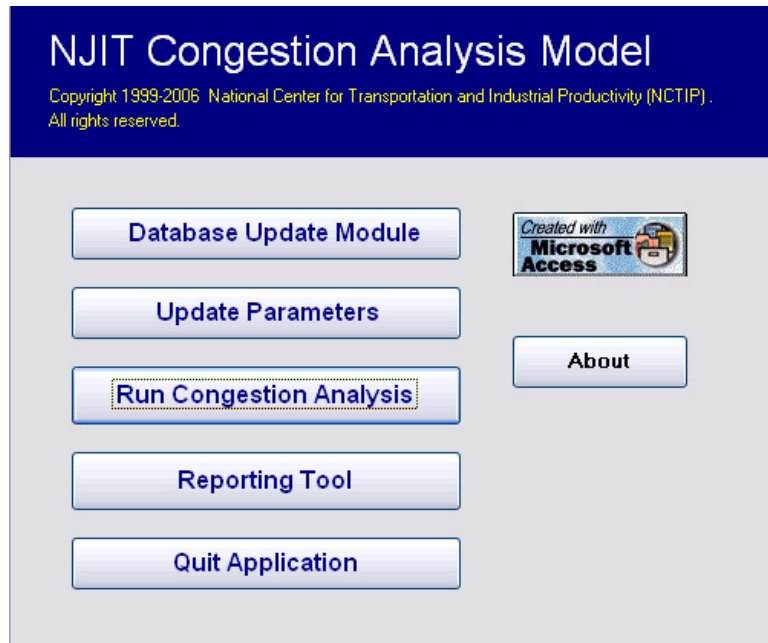 NJIT Congestion Analysis Model
Copyright 1999-2006 National Center for Transportation and Industrial Productivity (NCTIP) .
All rights reserved.
Database Update Module
Created with
Microsoft
Access
Update Parameters
About
Run Congestion Analysis
Reporting Tool
Quit Application